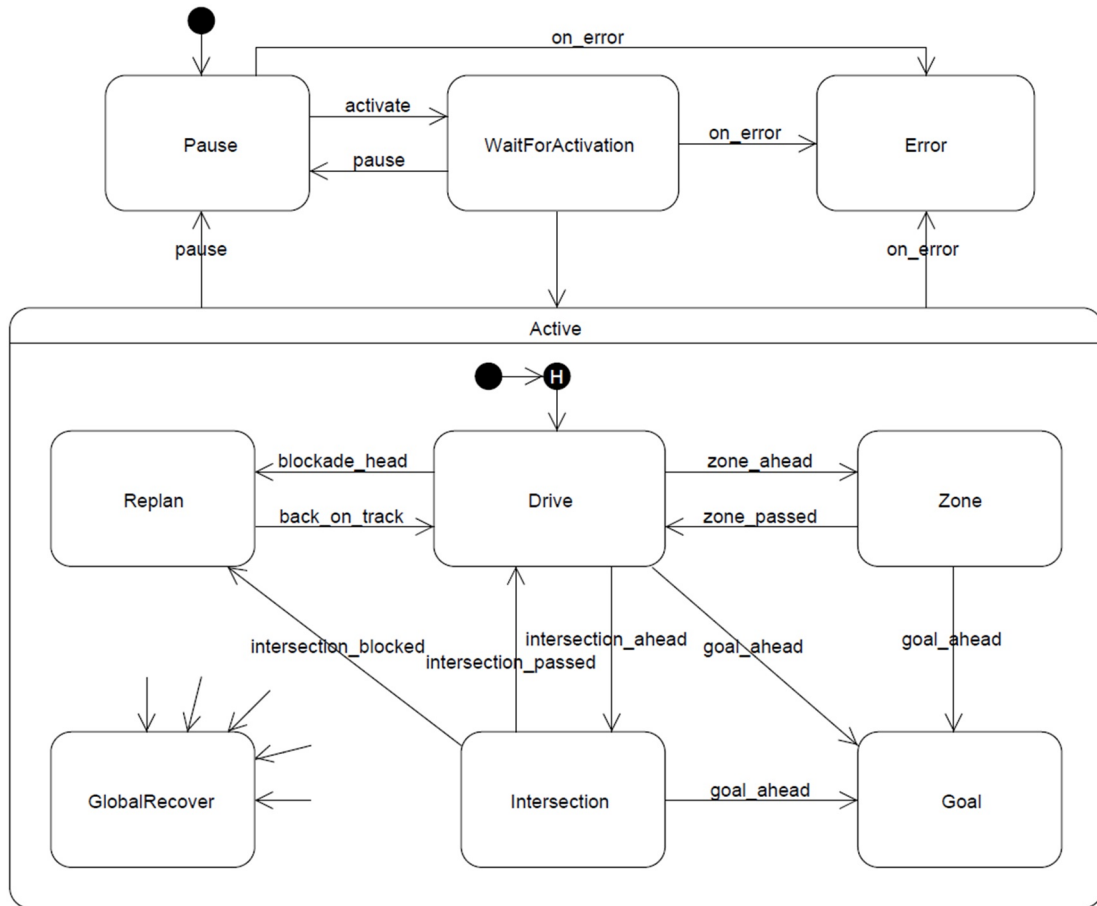 on_error
activate
Pause
WaitForActivation
on_error
Error
pause
pause
on_error
Active
H
blockade_head
zone_ahead
Replan
Drive
Zone
back_on_track
zone_passed
intersection_blocked
intersection_ahead
goal_ahead
goal_ahead
intersection_passed
GlobalRecover
Intersection
goal_ahead
Goal